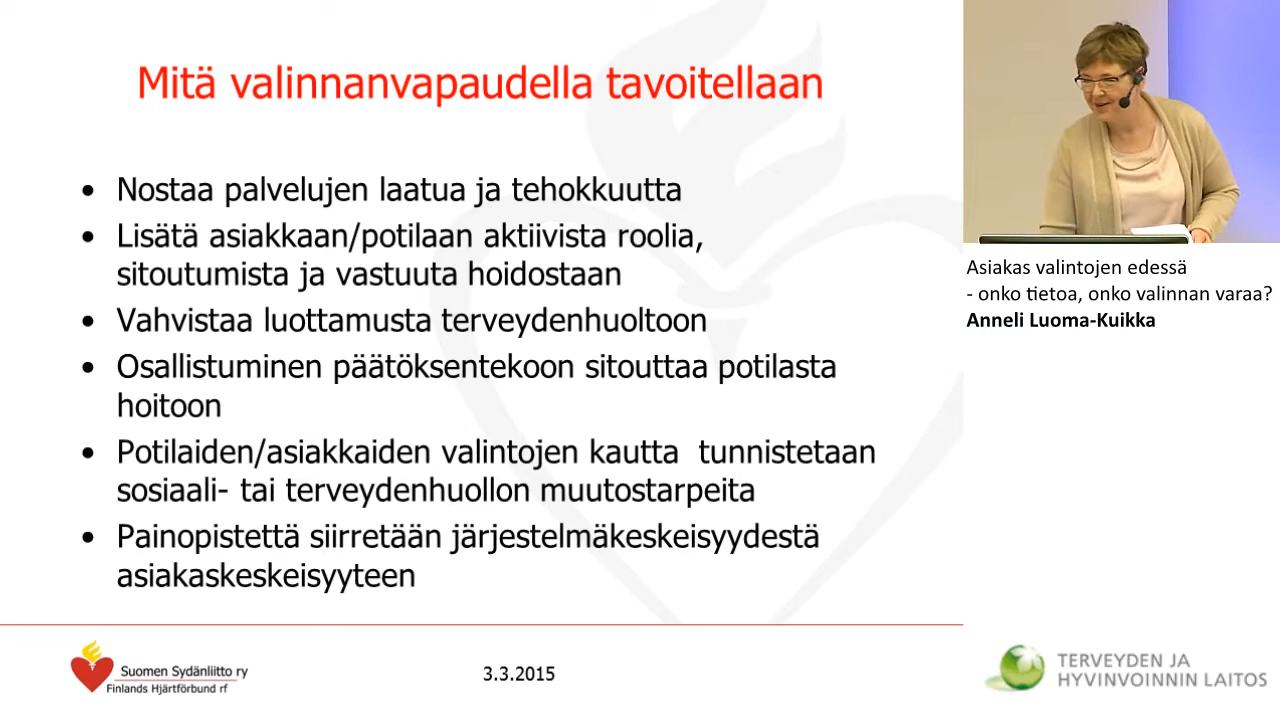 Mitä valinnanvapaudella tavoitellaan
• Nostaa palvelujen laatua ja tehokkuutta
• Lisätä asiakkaan/potilaan aktiivista roolia,
sitoutumista ja vastuuta hoidostaan
• Vahvistaa luottamusta terveydenhuoltoon
• Osallistuminen päätöksentekoon sitouttaa potilasta
hoitoon
• Potilaiden/asiakkaiden valintojen kautta tunnistetaan
sosiaali- tai terveydenhuollon muutostarpeita
• Painopistettä siirretään järjestelmäkeskeisyydestä
asiakaskeskeisyyteen
Suomen Sydänliitto ry
Finlands Hjärtförbund rf
3.3.2015
Asiakas valintojen edessä
- onko tietoa, onko valinnan varaa?
Anneli Luoma-Kuikka
TERVEYDEN JA
HYVINVOINNIN LAITOS